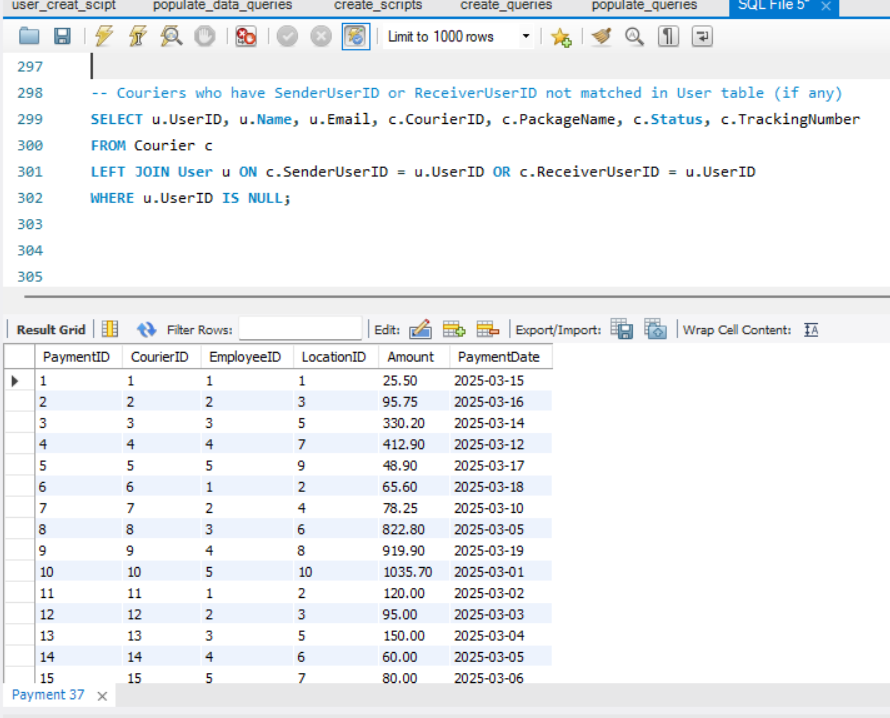 user_creat_scipt populate_data_queries create_scripts create_queries populate_queries SQL File 5*
Limit to 1000 rows
297
298 -- Couriers who have SenderUserID or ReceiverUserID not matched in User table (if any)
299 SELECT u.UserID, u.Name, u.Email, c.CourierID, c.PackageName, c.Status, c.TrackingNumber
300 FROM Courier c
301 LEFT JOIN User u ON c.SenderUserID = u.UserID OR c.ReceiverUserID = u.UserID
302 WHERE u.UserID IS NULL;
303
304
305
Result Grid Filter Rows: Edit: Export/Import: Wrap Cell Content: IA
PaymentID CourierID EmployeeID LocationID Amount PaymentDate
1 1 1 1 25.50 2025-03-15
2 2 2 3 95.75 2025-03-16
3 3 3 5 330.20 2025-03-14
4 4 4 7 412.90 2025-03-12
5 5 5 9 48.90 2025-03-17
6 6 1 2 65.60 2025-03-18
7 7 2 4 78.25 2025-03-10
8 8 3 6 822.80 2025-03-05
9 9 4 8 919.90 2025-03-19
10 10 5 10 1035.70 2025-03-01
11 11 1 2 120.00 2025-03-02
12 12 2 3 95.00 2025-03-03
13 13 3 5 150.00 2025-03-04
14 14 4 6 60.00 2025-03-05
15 15 5 7 80.00 2025-03-06
Payment 37